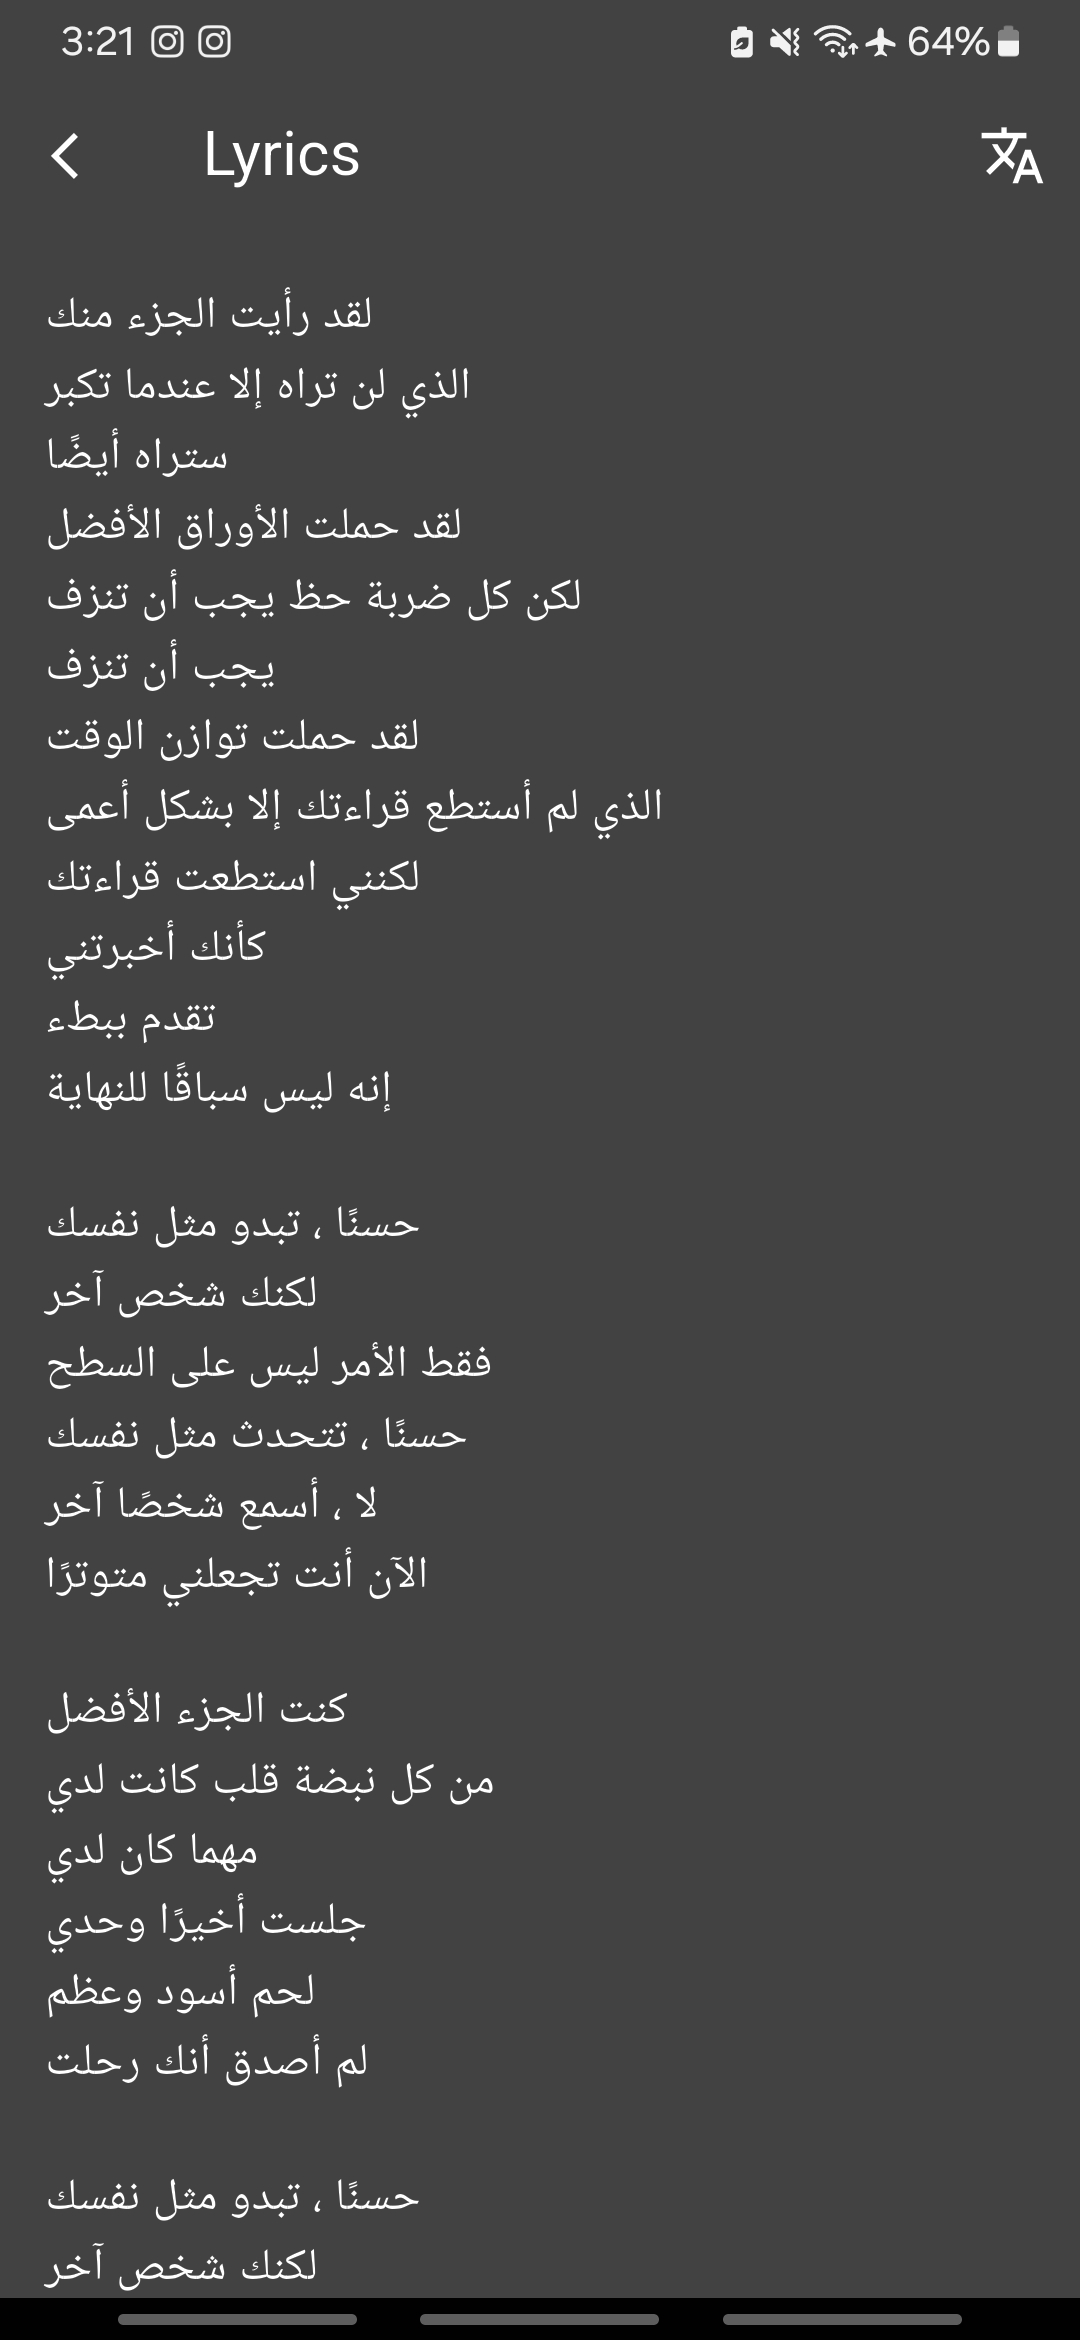 3:21
64%
Lyrics
لقد رأيت الجزء منك
الذي لن تراه إلا عندما تكبر
ستراه أيضًا
لقد حملت الأوراق الأفضل
لكن كل ضربة حظ يجب أن تنزف
يجب أن تنزف
لقد حملت توازن الوقت
الذي لم أستطع قراءتك إلا بشكل أعمى
لكنني استطعت قراءتك
كأنك أخبرتني
تقدم ببطء
إنه ليس سباقًا للنهاية
حسنًا ، تبدو مثل نفسك
لكنك شخص آخر
فقط الأمر ليس على السطح
حسنًا ، تتحدث مثل نفسك
لا ، أسمع شخصًا آخر
الآن أنت تجعلني متوترًا
كنت الجزء الأفضل
من كل نبضة قلب كانت لدي
مهما كان لدي
جلست أخيرًا وحدي
لحم أسود وعظم
لم أصدق أنك رحلت
حسنًا ، تبدو مثل نفسك
لكنك شخص آخر